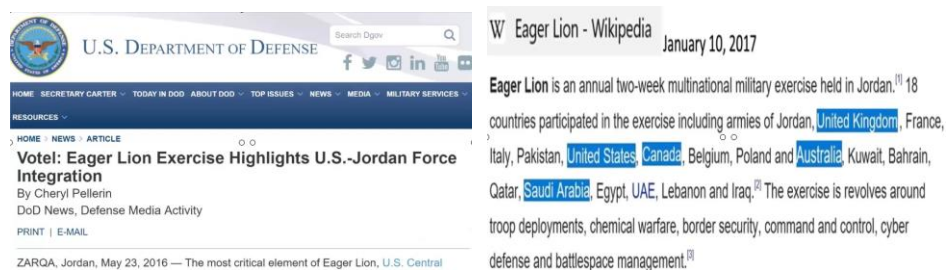 U.S. DEPARTMENT OF DEFENSE
Search Dgov
HOME SECRETARY CARTER TODAY IN DOD ABOUT DOD TOP ISSUES NEWS MEDIA MILITARY SERVICES
RESOURCES
HOME > NEWS > ARTICLE
Votel: Eager Lion Exercise Highlights U.S.-Jordan Force
Integration
By Cheryl Pellerin
DoD News, Defense Media Activity
PRINT | E-MAIL
ZARQA, Jordan, May 23, 2016 — The most critical element of Eager Lion, U.S. Central
W Eager Lion - Wikipedia
January 10, 2017
Eager Lion is an annual two-week multinational military exercise held in Jordan.[1] 18
countries participated in the exercise including armies of Jordan, United Kingdom, France,
Italy, Pakistan, United States, Canada, Belgium, Poland and Australia, Kuwait, Bahrain,
Qatar, Saudi Arabia, Egypt, UAE, Lebanon and Iraq.[2] The exercise is revolves around
troop deployments, chemical warfare, border security, command and control, cyber
defense and battlespace management.[3]